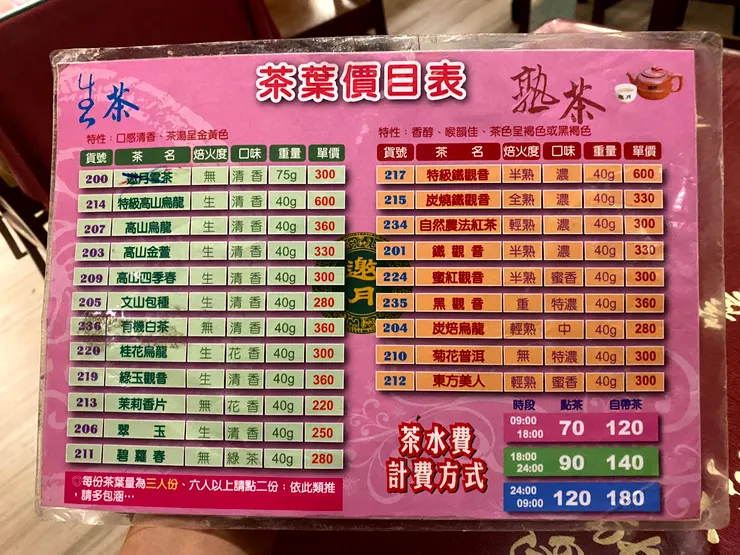 茶葉價目表
生茶
特性：口感清香、茶湯呈金黃色
貨號 茶名 焙火度 口味 重量 單價
200 邀月雪茶 無 清香 75g 300
214 特級高山烏龍 生 清香 40g 600
207 高山烏龍 生 清香 40g 360
203 高山金萱 生 清香 40g 330
209 高山四季春 生 清香 40g 300
205 文山包種 生 清香 40g 280
236 有機白茶 無 清香 40g 360
220 桂花烏龍 生 花香 40g 300
219 綠玉觀音 生 清香 40g 360
213 茉莉香片 無 花香 40g 220
206 翠玉 生 清香 40g 250
211 碧蘿春 無 綠茶 40g 280
◎每份茶葉量為三人份、六人以上請點二份；依此類推，
請多包涵…
邀月
熟茶
邀月
特性：香醇、喉韻佳、茶色呈褐色或黑褐色
貨號 茶名 焙火度 口味 重量 單價
217 特級鐵觀音 半熟 濃 40g 600
215 炭燒鐵觀音 全熟 濃 40g 330
234 自然農法紅茶 輕熟 濃 40g 300
201 鐵觀音 半熟 濃 40g 330
224 蜜紅觀音 半熟 蜜香 40g 300
235 黑觀音 重 特濃 40g 360
204 炭焙烏龍 輕熟 中 40g 280
210 菊花普洱 無 特濃 40g 300
212 東方美人 輕熟 蜜香 40g 300
茶水費
計費方式
時段 點茶 自帶茶
09:00
18:00 70 120
18:00
24:00 90 140
24:00
09:00 120 180